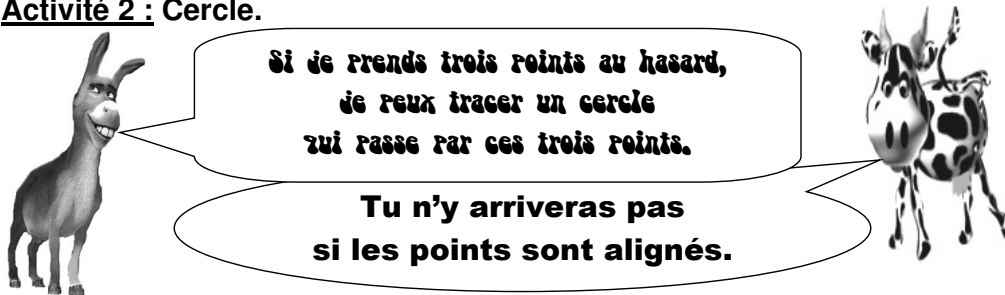 Activité 2 : Cercle.
Si je prends trois points au hasard,
je peux tracer un cercle
qui passe par ces trois points.
Tu n’y arriveras pas
si les points sont alignés.